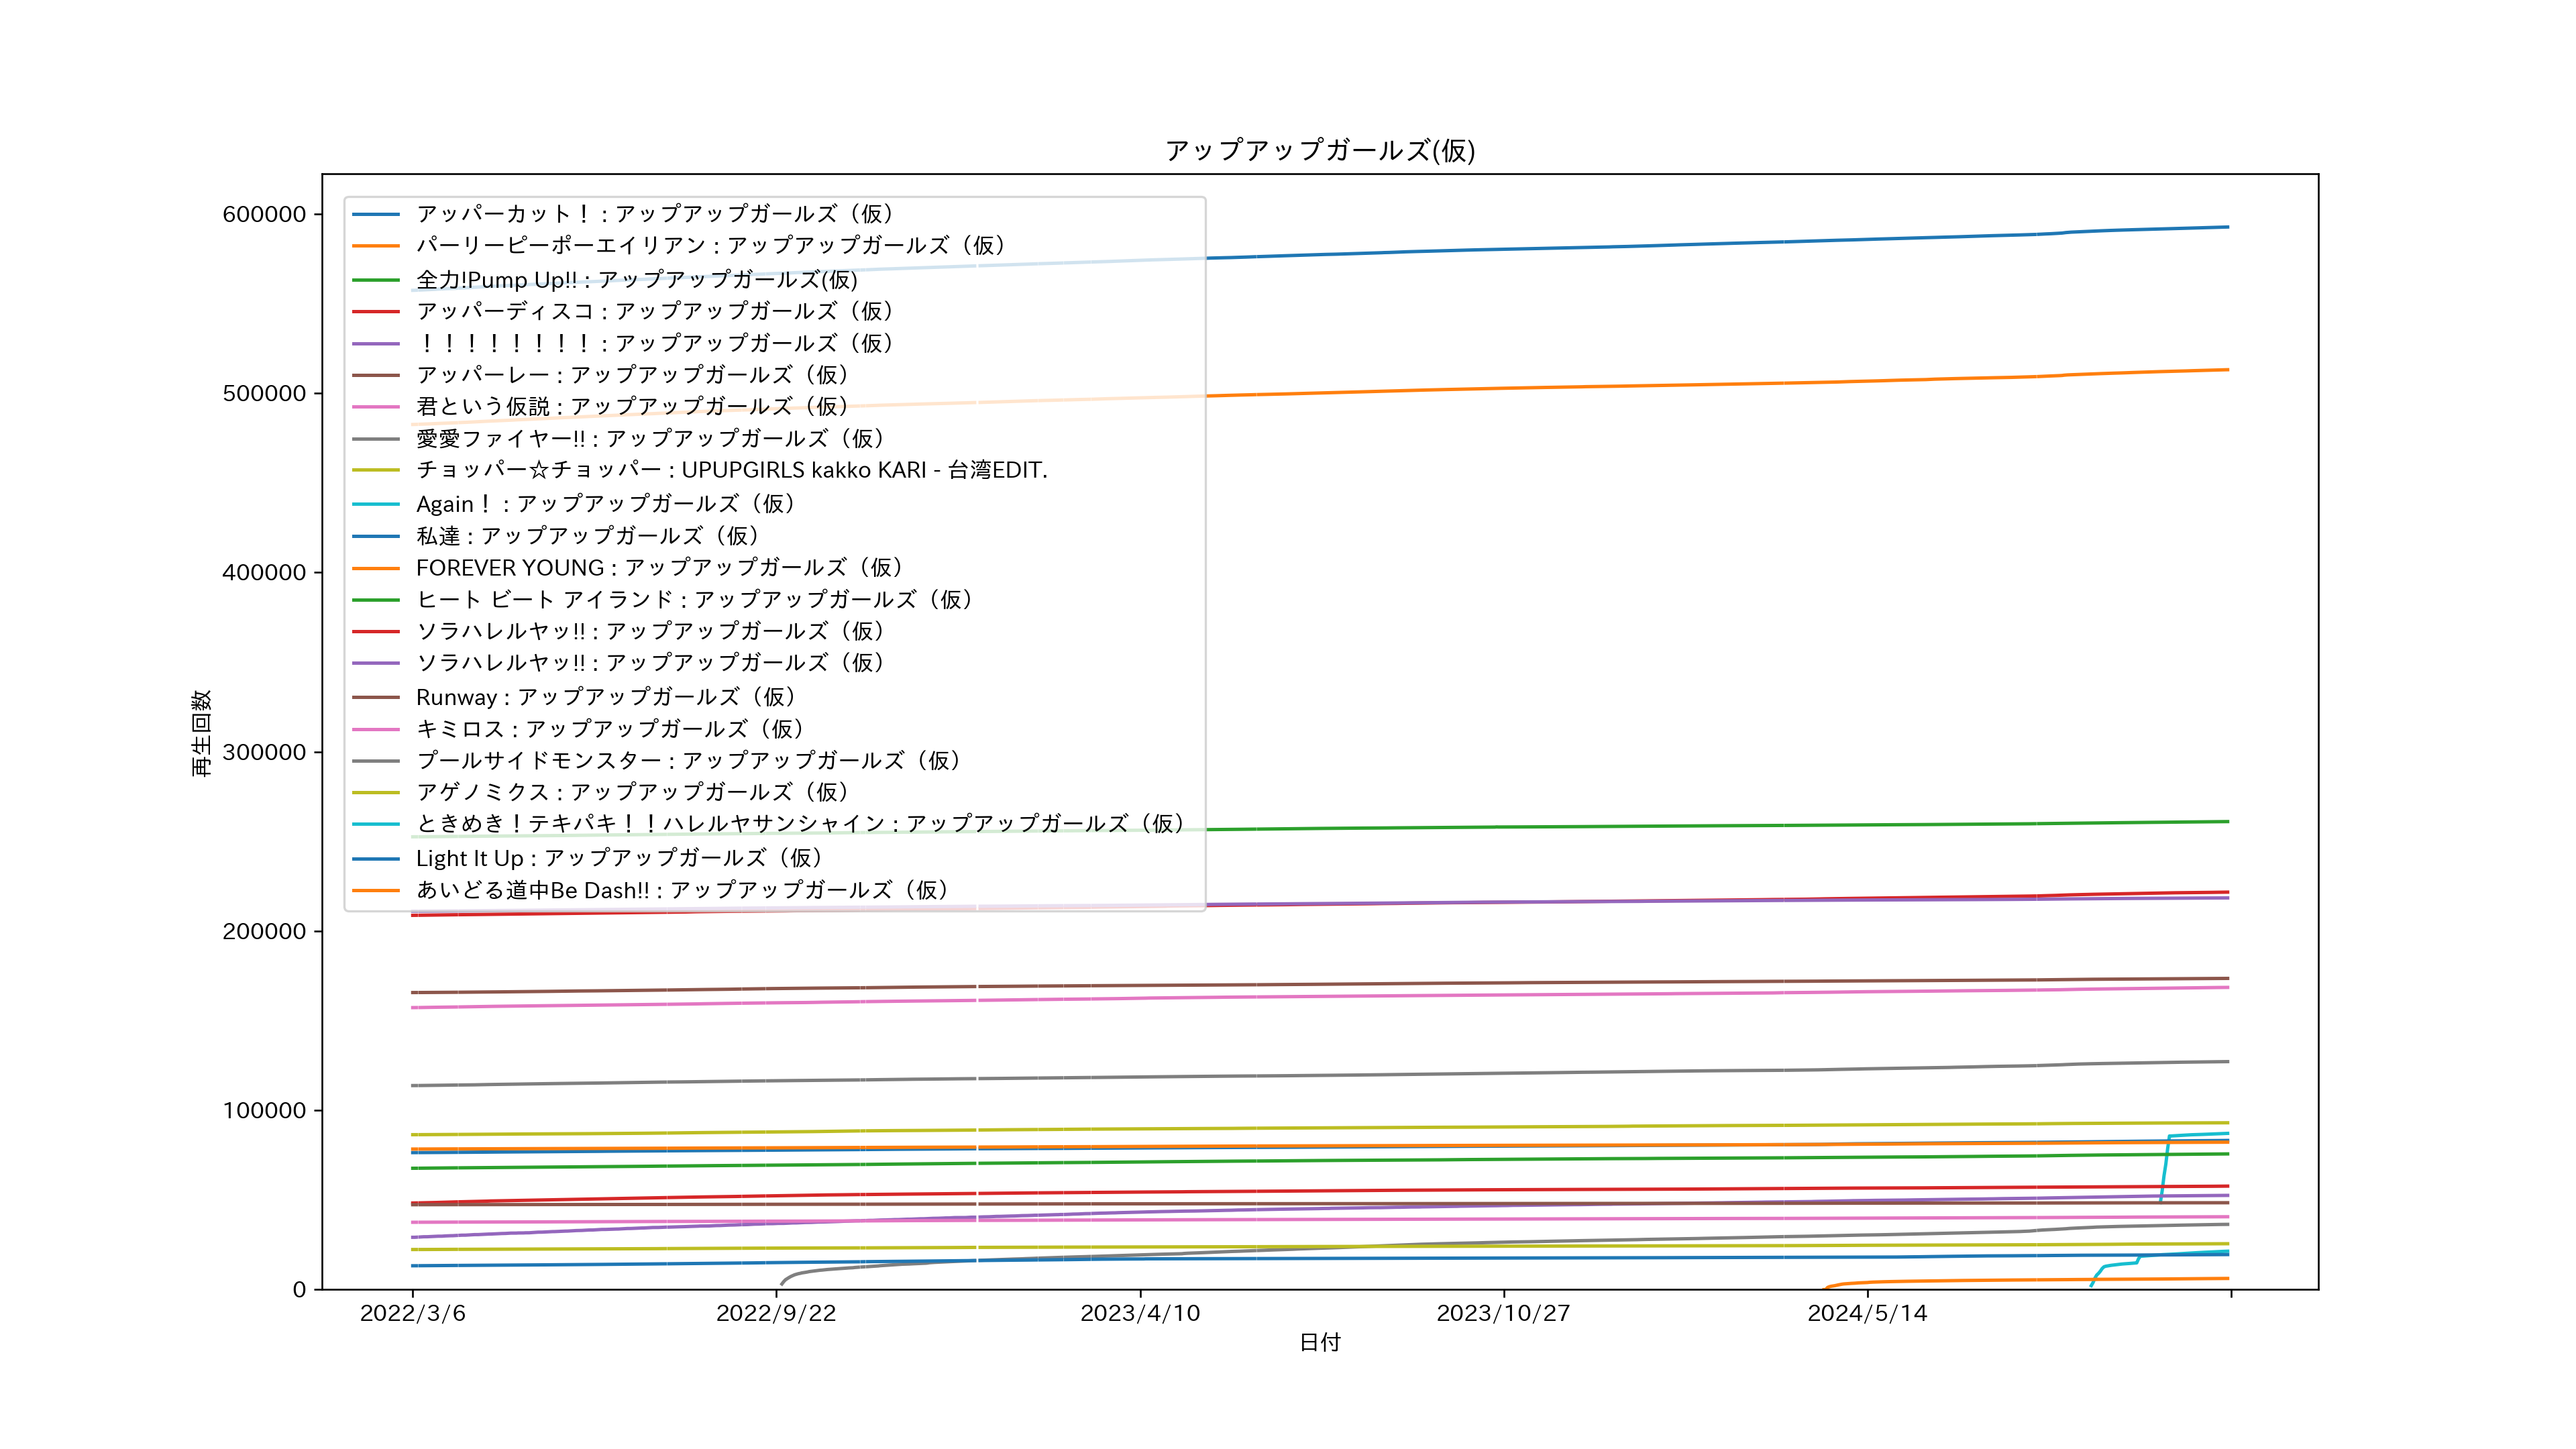 アップアップガールズ(仮)
600000
500000
400000
300000
200000
100000
0
再生回数
アッパーカット！ : アップアップガールズ（仮）
パーリーピーポーエイリアン : アップアップガールズ（仮）
全力!Pump Up!! : アップアップガールズ(仮)
アッパーディスコ : アップアップガールズ（仮）
！！！！！！！！ : アップアップガールズ（仮）
アッパーレー : アップアップガールズ（仮）
君という仮説 : アップアップガールズ（仮）
愛愛ファイヤー!! : アップアップガールズ（仮）
チョッパー☆チョッパー : UPUPGIRLS kakko KARI - 台湾EDIT.
Again！ : アップアップガールズ（仮）
私達 : アップアップガールズ（仮）
FOREVER YOUNG : アップアップガールズ（仮）
ヒート ビート アイランド : アップアップガールズ（仮）
ソラハレルヤッ!! : アップアップガールズ（仮）
ソラハレルヤッ!! : アップアップガールズ（仮）
Runway : アップアップガールズ（仮）
キミロス : アップアップガールズ（仮）
プールサイドモンスター : アップアップガールズ（仮）
アゲノミクス : アップアップガールズ（仮）
ときめき！テキパキ！！ハレルヤサンシャイン : アップアップガールズ（仮）
Light It Up : アップアップガールズ（仮）
あいどる道中Be Dash!! : アップアップガールズ（仮）
2022/3/6
2022/9/22
2023/4/10
2023/10/27
2024/5/14
日付